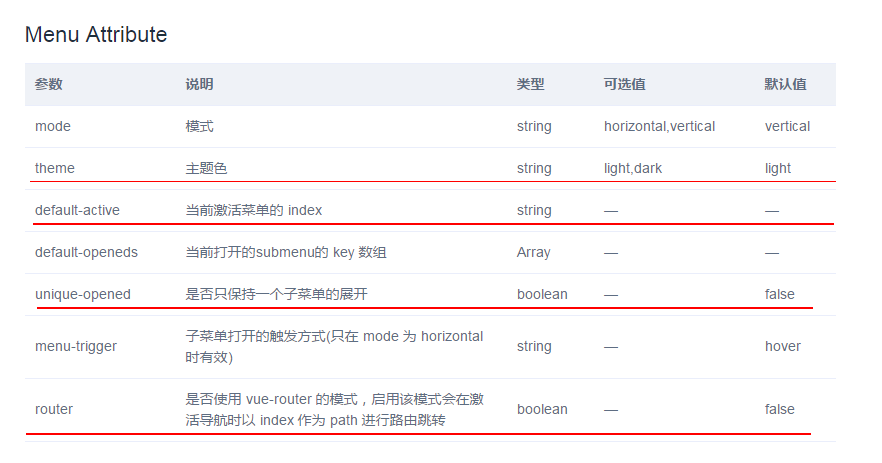 Menu Attribute
参数 说明 类型 可选值 默认值
mode 模式 string horizontal,vertical vertical
theme 主题色 string light,dark light
default-active 当前激活菜单的 index string — —
default-openeds 当前打开的submenu的 key 数组 Array — —
unique-opened 是否只保持一个子菜单的展开 boolean — false
menu-trigger 子菜单打开的触发方式(只在 mode 为 horizontal 时有效) string — hover
router 是否使用 vue-router 的模式，启用该模式会在激活导航时以 index 作为 path 进行路由跳转 boolean — false